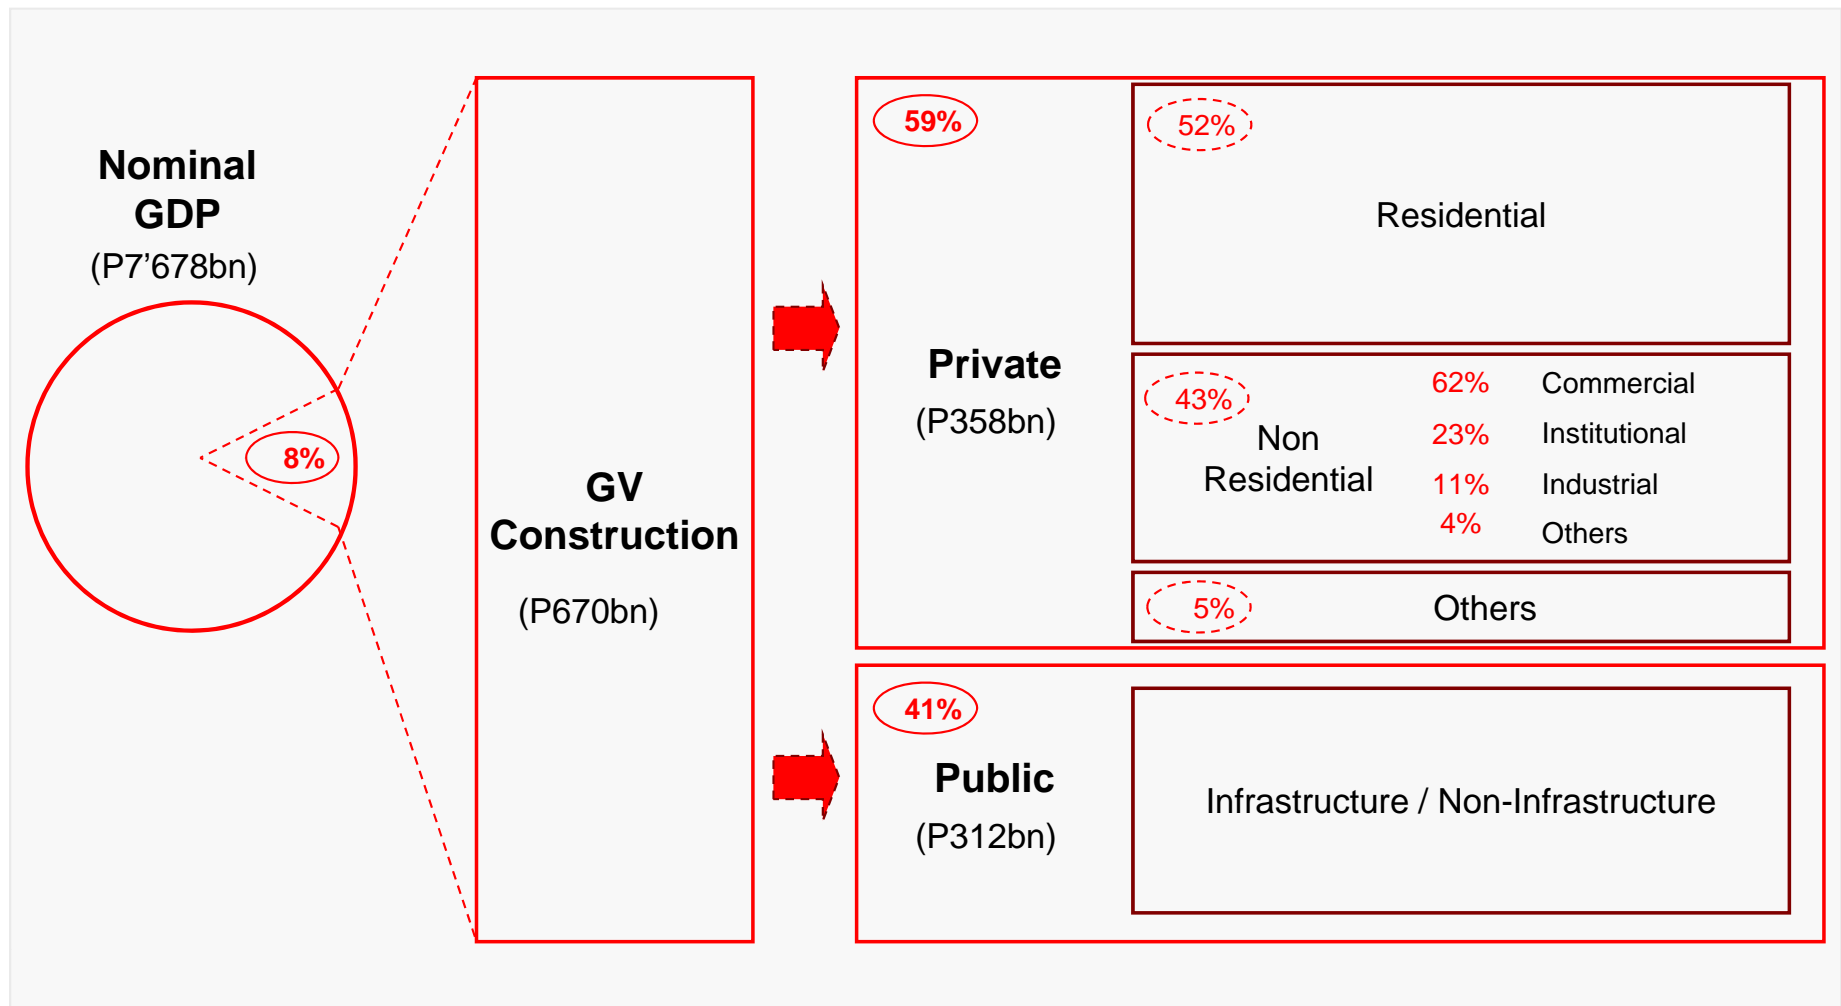 Nominal
GDP
(P7’678bn)
8%
GV
Construction
(P670bn)
59%
Private
(P358bn)
52%
Residential
43%
Non
Residential
62% Commercial
23% Institutional
11% Industrial
4% Others
5% Others
41%
Public
(P312bn)
Infrastructure / Non-Infrastructure